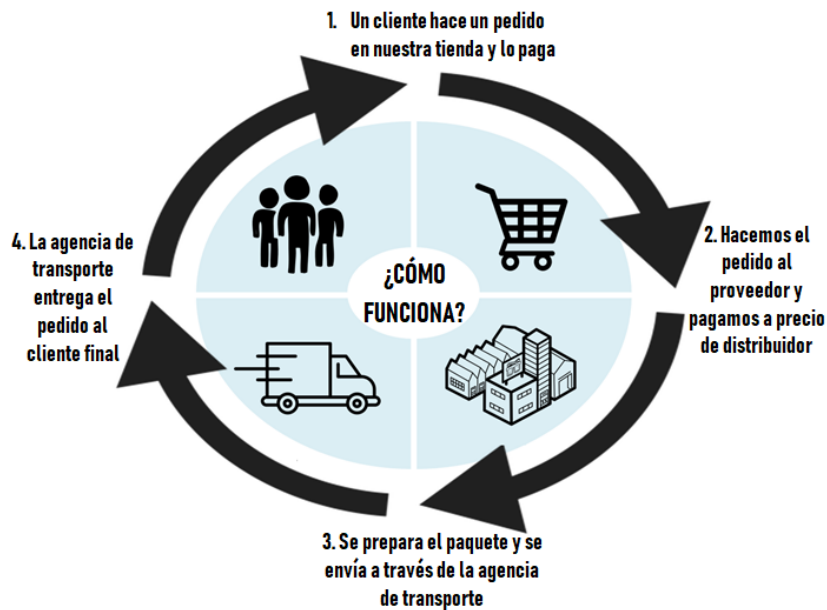 1. Un cliente hace un pedido
en nuestra tienda y lo paga
2. Hacemos el
pedido al
proveedor y
pagamos a precio
de distribuidor
3. Se prepara el paquete y se
envía a través de la agencia
de transporte
4. La agencia de
transporte
entrega el
pedido al
cliente final
¿CÓMO
FUNCIONA?